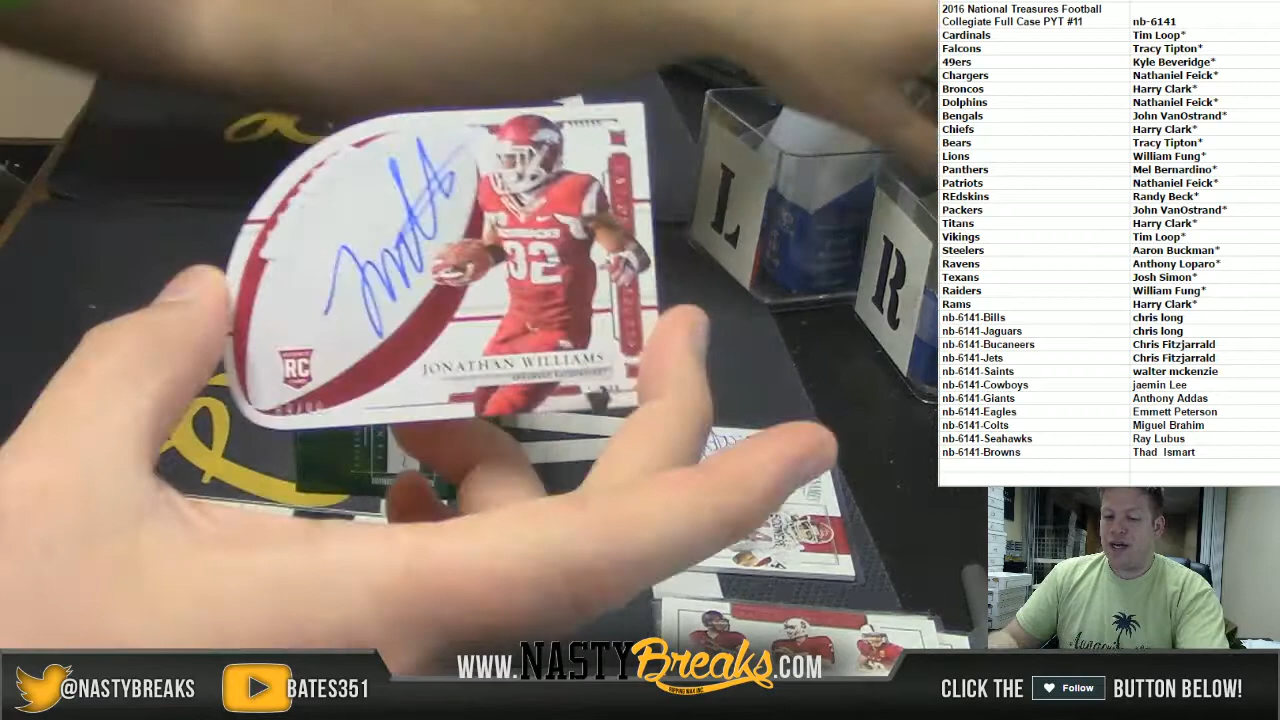 2016 National Treasures Football
Collegiate Full Case PYT #11 nb-6141
Cardinals Tim Loop*
Falcons Tracy Tipton*
49ers Kyle Beveridge*
Chargers Nathaniel Feick*
Broncos Harry Clark*
Dolphins Nathaniel Feick*
Bengals John VanOstrand*
Chiefs Harry Clark*
Bears Tracy Tipton*
Lions William Fung*
Panthers Mel Bernardino*
Patriots Nathaniel Feick*
REdskins Randy Beck*
Packers John VanOstrand*
Titans Harry Clark*
Vikings Tim Loop*
Steelers Aaron Buckman*
Ravens Anthony Loparo*
Texans Josh Simon*
Raiders William Fung*
Rams Harry Clark*
nb-6141-Bills chris long
nb-6141-Jaguars chris long
nb-6141-Bucaneers Chris Fitzjarrald
nb-6141-Jets Chris Fitzjarrald
nb-6141-Saints walter mckenzie
nb-6141-Cowboys jaemin Lee
nb-6141-Giants Anthony Addas
nb-6141-Eagles Emmett Peterson
nb-6141-Colts Miguel Brahim
nb-6141-Seahawks Ray Lubus
nb-6141-Browns Thad Ismart
L
R
32
RC
JONATHAN WILLIAMS
@NASTYBREAKS
BATES351
WWW.NASTYBreaks.COM
RIPPING WAX INC.
CLICK THE Follow BUTTON BELOW!